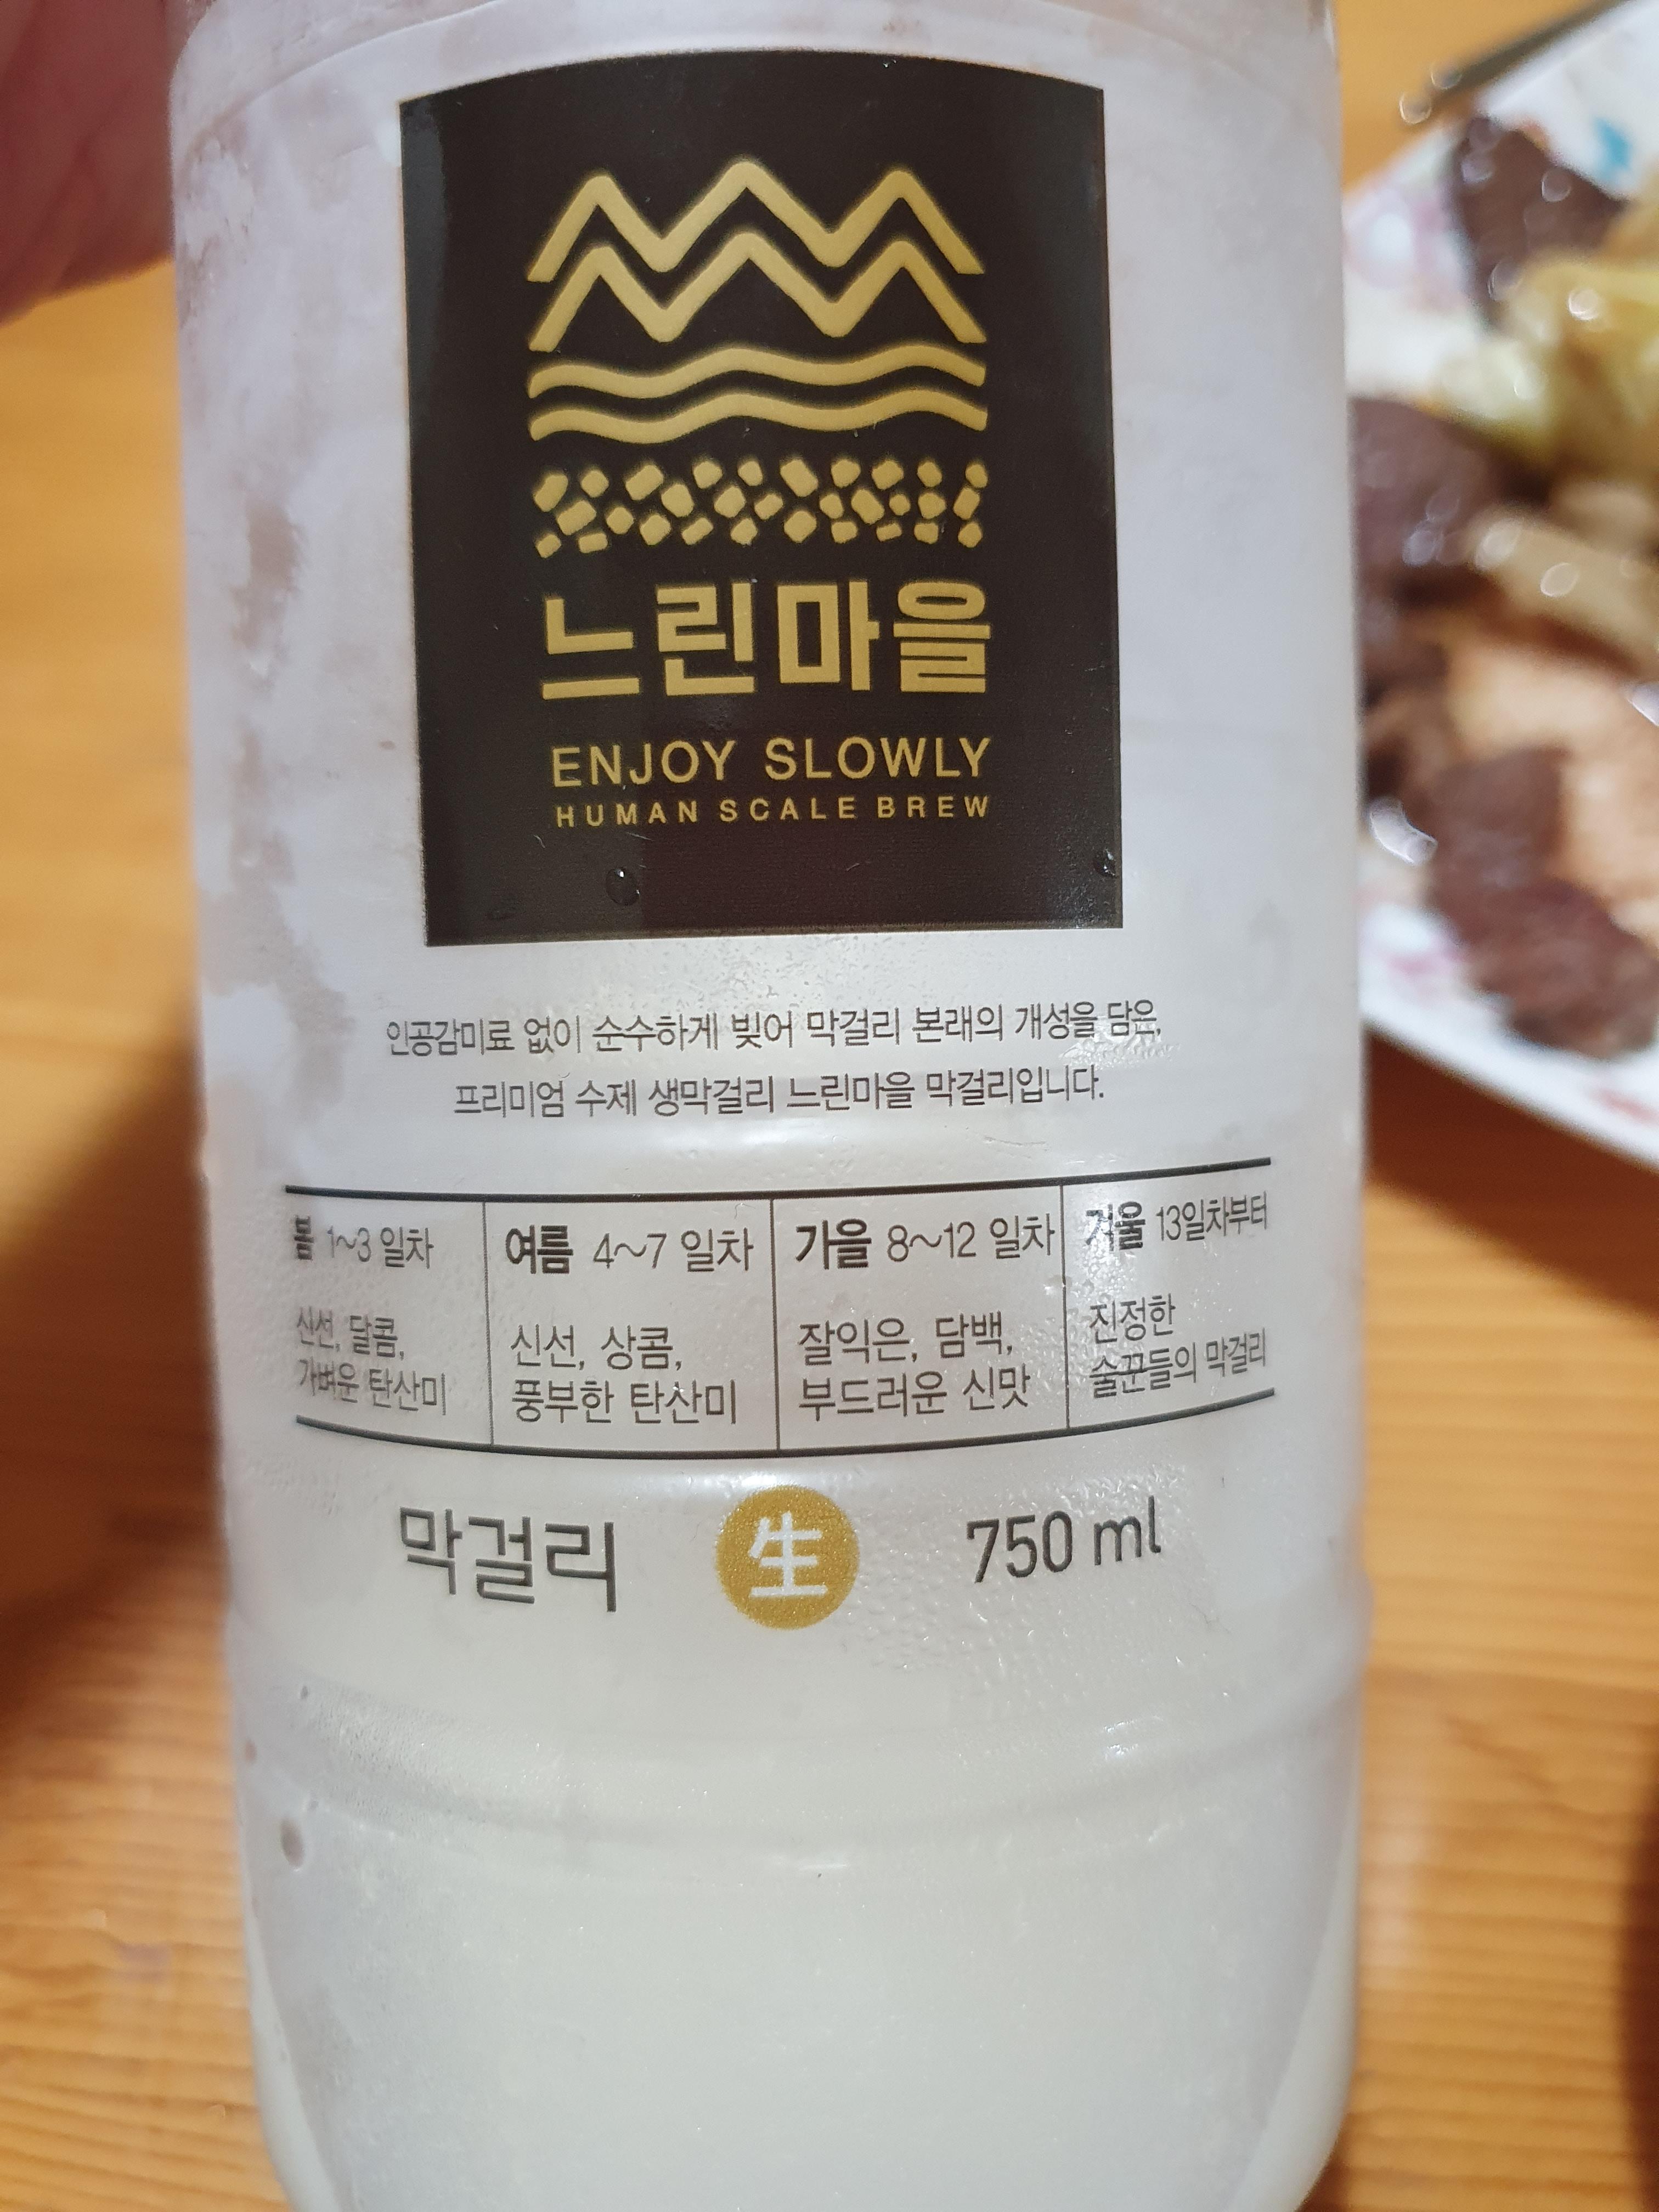 느린마을
ENJOY SLOWLY
HUMAN SCALE BREW
인공감미료 없이 순수하게 빚어 막걸리 본래의 개성을 담은,
프리미엄 수제 생막걸리 느린마을 막걸리입니다.
봄 1~3 일차
신선, 달콤,
가벼운 탄산미
여름 4~7 일차
신선, 상콤,
풍부한 탄산미
가을 8~12 일차
잘익은, 담백,
부드러운 신맛
겨울 13일차부터
진정한
술꾼들의 막걸리
막걸리 生 750 ml